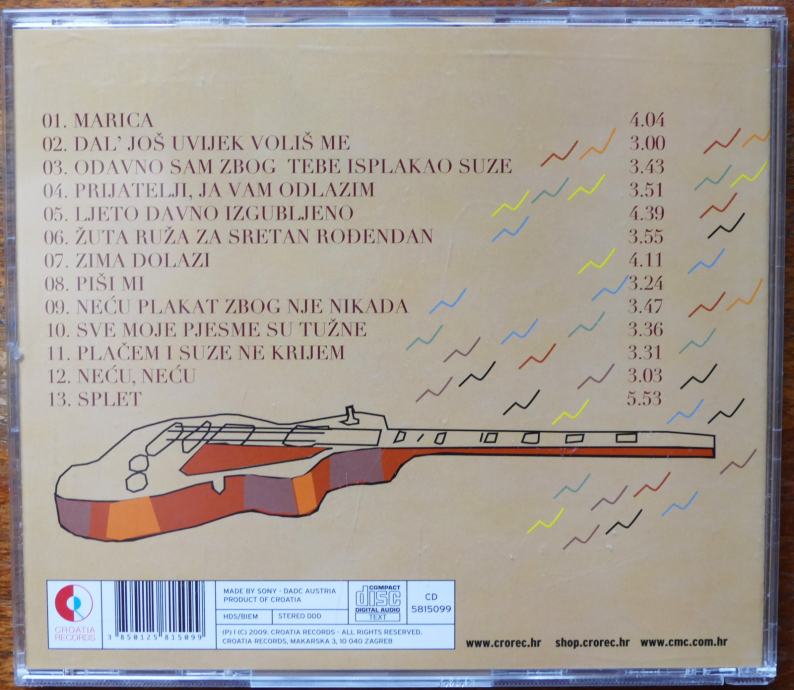 01. MARICA 4.04
02. DAL' JOŠ UVIJEK VOLIŠ ME 3.00
03. ODAVNO SAM ZBOG TEBE ISPLAKAO SUZE 3.43
04. PRIJATELJI, JA VAM ODLAZIM 3.51
05. LJETO DAVNO IZGUBLJENO 4.39
06. ŽUTA RUŽA ZA SRETAN ROĐENDAN 3.55
07. ZIMA DOLAZI 4.11
08. PIŠI MI 3.24
09. NEĆU PLAKAT ZBOG NJE NIKADA 3.47
10. SVE MOJE PJESME SU TUŽNE 3.36
11. PLAČEM I SUZE NE KRIJEM 3.31
12. NEĆU, NEĆU 3.03
13. SPLET 5.53
CROATIA
RECORDS
3 850125 815099
MADE BY SONY - DADC AUSTRIA
PRODUCT OF CROATIA
HDS/BIEM STEREO DDD
COMPACT
disc
DIGITAL AUDIO
TEXT
CD
5815099
(P) I (C) 2009. CROATIA RECORDS - ALL RIGHTS RESERVED.
CROATIA RECORDS, MAKARSKA 3, 10 040 ZAGREB
www.crorec.hr shop.crorec.hr www.cmc.com.hr